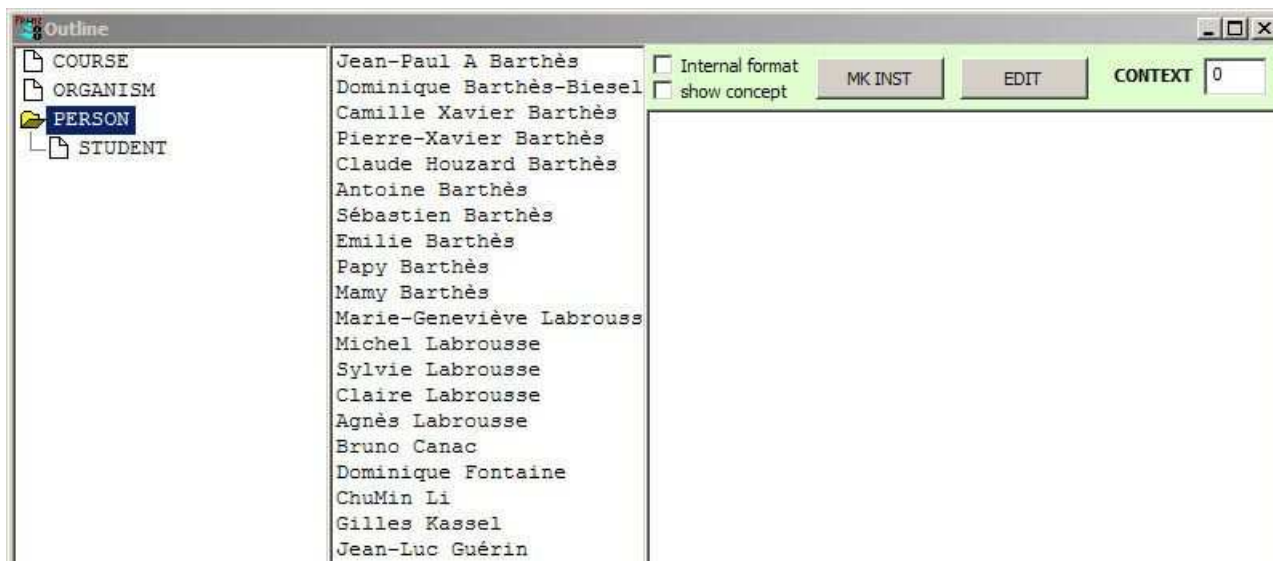 Franz
Outline
COURSE
ORGANISM
PERSON
STUDENT
Jean-Paul A Barthès
Dominique Barthès-Biesel
Camille Xavier Barthès
Pierre-Xavier Barthès
Claude Houzard Barthès
Antoine Barthès
Sébastien Barthès
Emilie Barthès
Papy Barthès
Mamy Barthès
Marie-Geneviève Labrouss
Michel Labrousse
Sylvie Labrousse
Claire Labrousse
Agnès Labrousse
Bruno Canac
Dominique Fontaine
ChuMin Li
Gilles Kassel
Jean-Luc Guérin
Internal format
show concept
MK INST
EDIT
CONTEXT 0